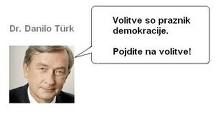 Dr. Danilo Türk
Volitve so praznik
demokracije.
Pojdite na volitve!